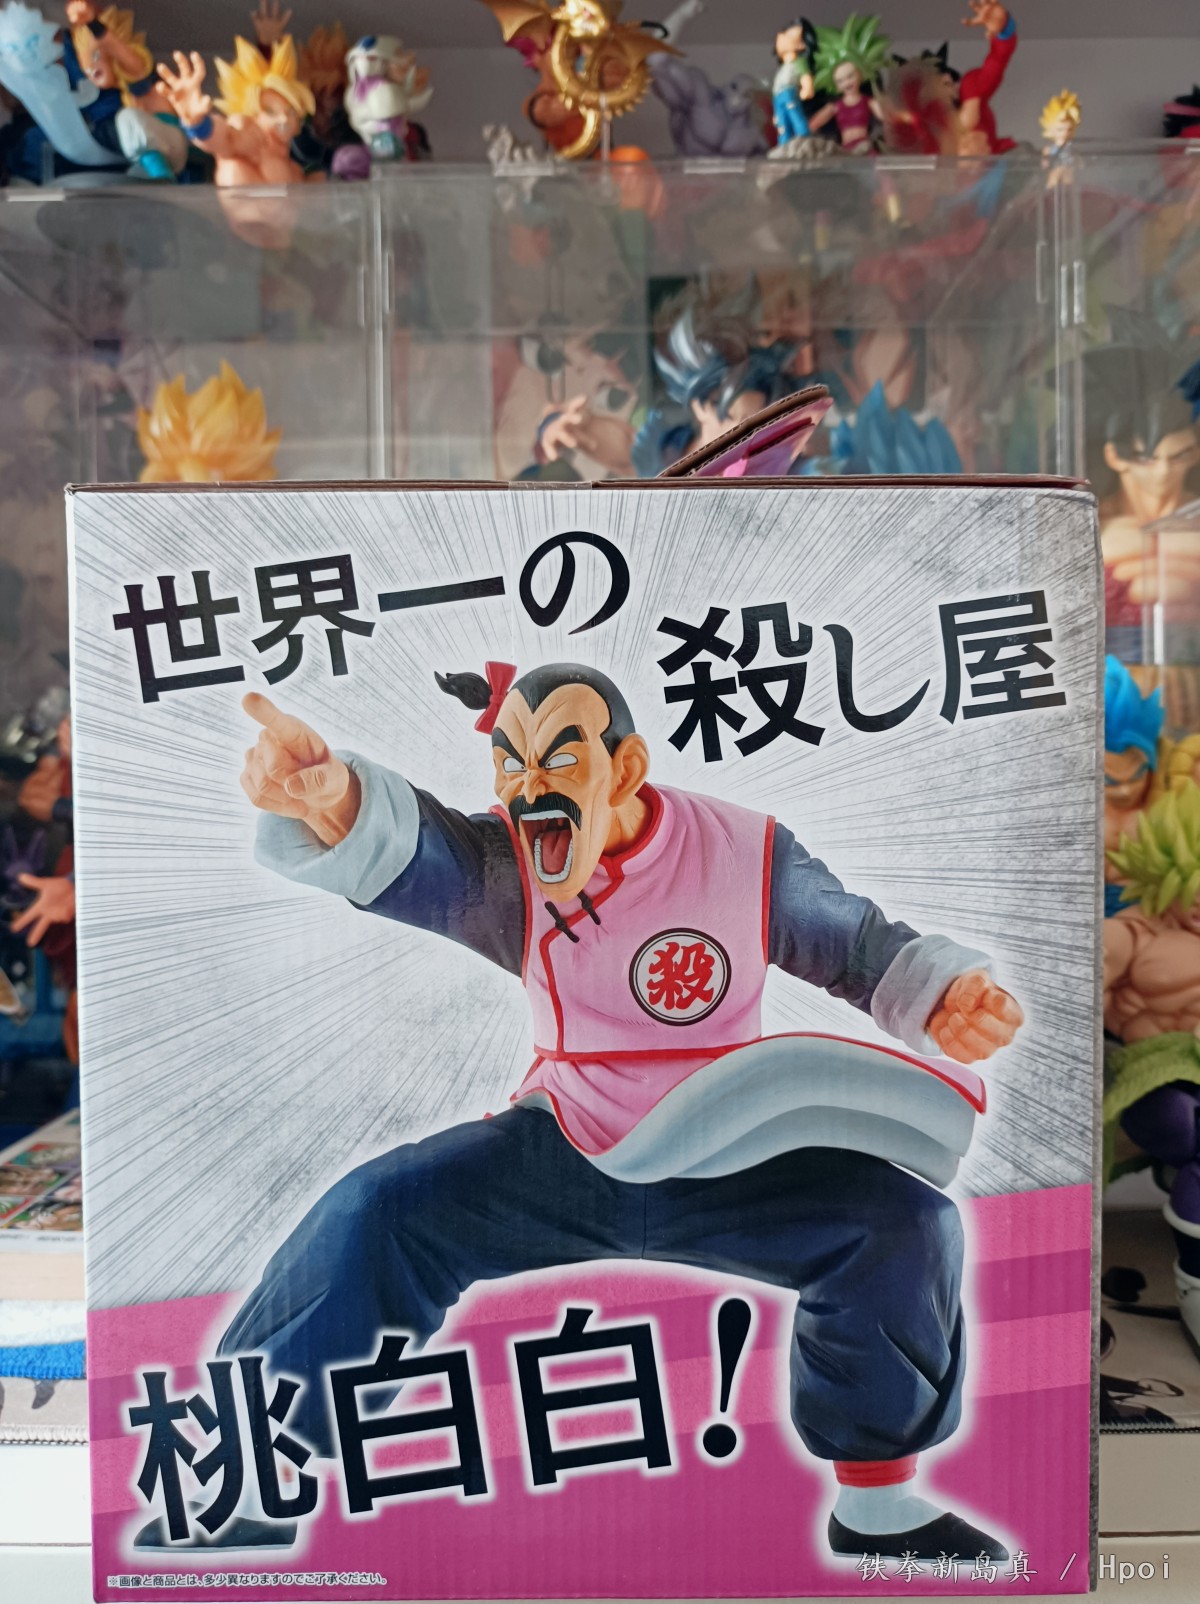 世界一の
殺し屋
殺
桃白白!
※画像と商品とは、多少異なりますのでご了承ください。
铁拳新岛真 / Hpoi